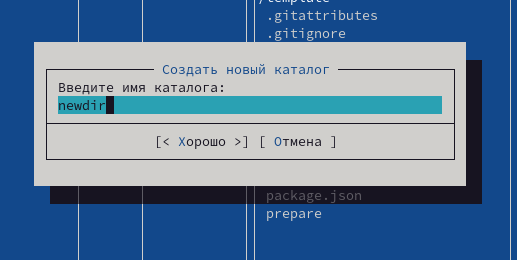 /template
.gitattributes
.gitignore
Создать новый каталог
Введите имя каталога:
newdir
[< Хорошо >] [ Отмена ]
package.json
prepare